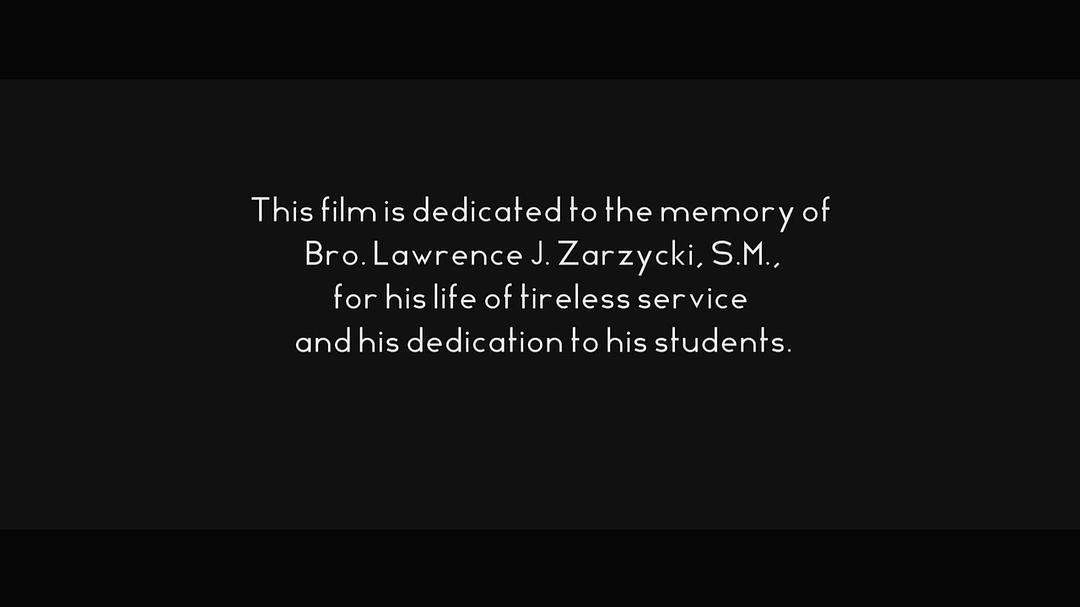 This film is dedicated to the memory of
Bro. Lawrence J. Zarzycki, S.M.,
for his life of tireless service
and his dedication to his students.